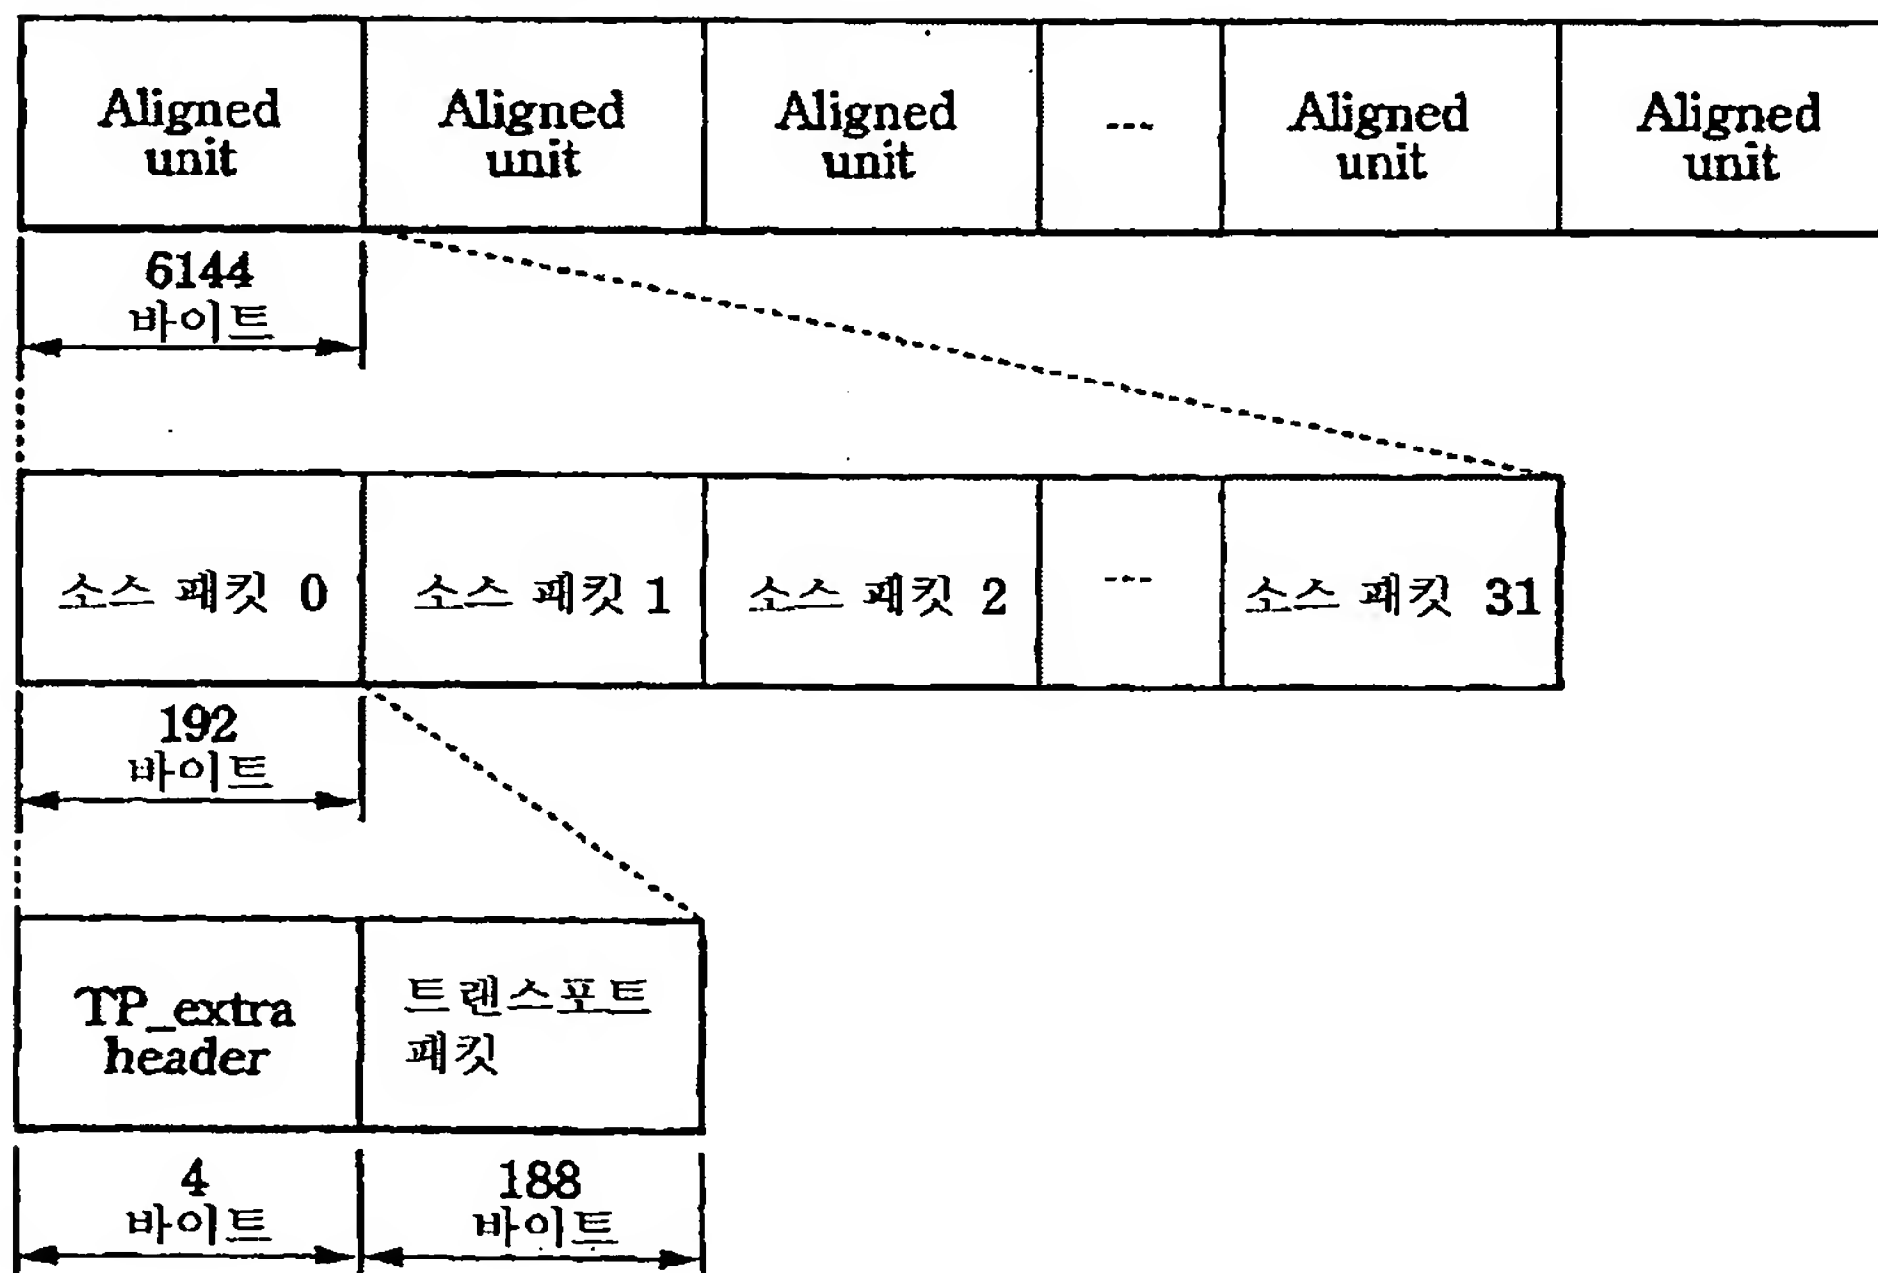 Aligned
unit
Aligned
unit
Aligned
unit
---
Aligned
unit
Aligned
unit
6144
바이트
소스 패킷 0
소스 패킷 1
소스 패킷 2
---
소스 패킷 31
192
바이트
TP_extra
header
트랜스포트
패킷
4
바이트
188
바이트